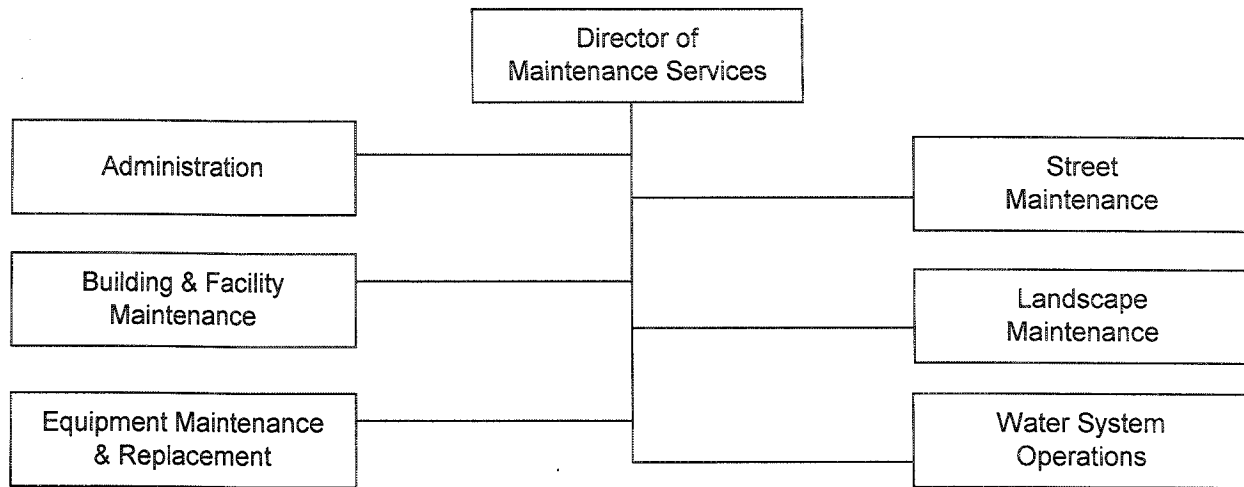 Director of
Maintenance Services
Administration
Street
Maintenance
Building & Facility
Maintenance
Landscape
Maintenance
Equipment Maintenance
& Replacement
Water System
Operations